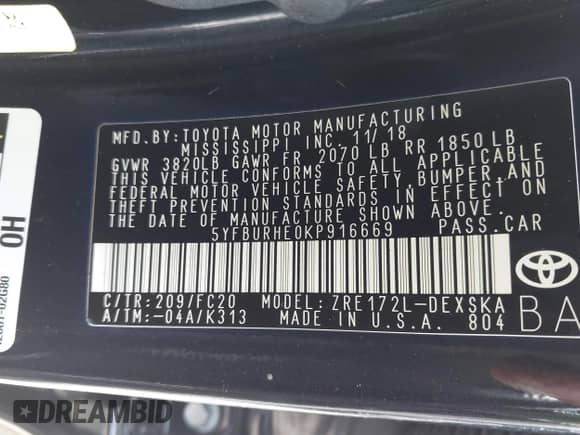 MFD.BY:TOYOTA MOTOR MANUFACTURING
MISSISSIPPI INC. 11/18
GVWR 3820LB GAWR FR 2070 LB RR 1850LB
THIS VEHICLE CONFORMS TO ALL APPLICABLE
FEDERAL MOTOR VEHICLE SAFETY,BUMPER,AND
THEFT PREVENTION STANDARDS IN EFFECT ON
THE DATE OF MANUFACTURE SHOWN ABOVE.
5YFBURHE0KP916669 PASS.CAR
C/TR:209/FC20 MODEL:ZRE172L-DEXSKA
A/TM:-04A/K313 MADE IN U.S.A. 804
BA
OH
DREAMBID